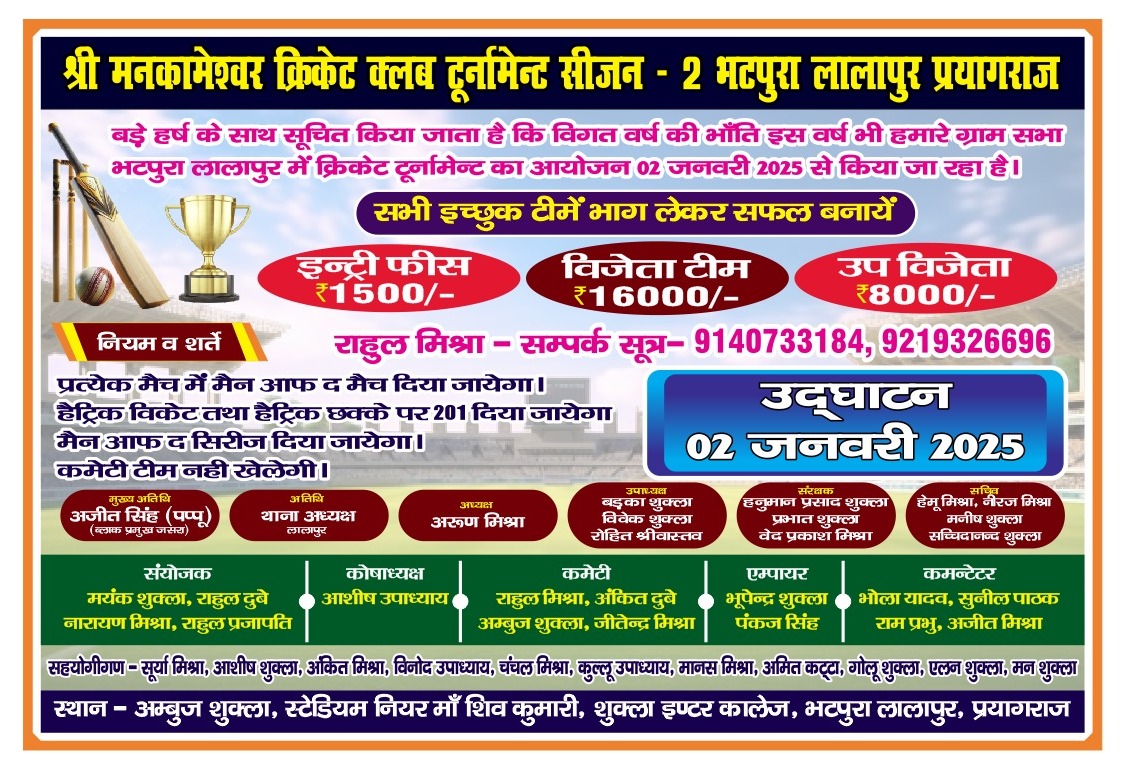 श्री मनकामेश्वर क्रिकेट क्लब टूर्नामेन्ट सीजन - 2 भटपुरा लालापुर प्रयागराज
बड़े हर्ष के साथ सूचित किया जाता है कि विगत वर्ष की भाँति इस वर्ष भी हमारे ग्राम सभा
भटपुरा लालापुर में क्रिकेट टूर्नामेन्ट का आयोजन 02 जनवरी 2025 से किया जा रहा है।
सभी इच्छुक टीमें भाग लेकर सफल बनायें
इन्ट्री फीस
₹1500/-
विजेता टीम
₹16000/-
उप विजेता
₹8000/-
नियम व शर्ते
राहुल मिश्रा – सम्पर्क सूत्र– 9140733184, 9219326696
प्रत्येक मैच में मैन आफ द मैच दिया जायेगा।
हैट्रिक विकेट तथा हैट्रिक छक्के पर 201 दिया जायेगा
मैन आफ द सिरीज दिया जायेगा।
कमेटी टीम नही खेलेगी।
उद्घाटन
02 जनवरी 2025
मुख्य अतिथि
अजीत सिंह (पप्पू)
(ब्लाक प्रमुख जसरा)
अतिथि
थाना अध्यक्ष
लालापुर
अध्यक्ष
अरूण मिश्रा
उपाध्यक्ष
बड़का शुक्ला
विवेक शुक्ला
रोहित श्रीवास्तव
संरक्षक
हनुमान प्रसाद शुक्ला
प्रभात शुक्ला
वेद प्रकाश मिश्रा
सचिव
हेमू मिश्रा, नीरज मिश्रा
मनीष शुक्ला
सच्चिदानन्द शुक्ला
संयोजक
मयंक शुक्ला, राहुल दुबे
नारायण मिश्रा, राहुल प्रजापति
कोषाध्यक्ष
आशीष उपाध्याय
कमेटी
राहुल मिश्रा, अंकित दुबे
अम्बुज शुक्ला, जीतेन्द्र मिश्रा
एम्पायर
भूपेन्द्र शुक्ला
पंकज सिंह
कमन्टेटर
भोला यादव, सुनील पाठक
राम प्रभु, अजीत मिश्रा
सहयोगीगण – सूर्या मिश्रा, आशीष शुक्ला, अंकित मिश्रा, विनोद उपाध्याय, चंचल मिश्रा, कुल्लू उपाध्याय, मानस मिश्रा, अमित कट्टा, गोलू शुक्ला, एलन शुक्ला, मन शुक्ला
स्थान – अम्बुज शुक्ला, स्टेडियम नियर माँ शिव कुमारी, शुक्ला इण्टर कालेज, भटपुरा लालापुर, प्रयागराज